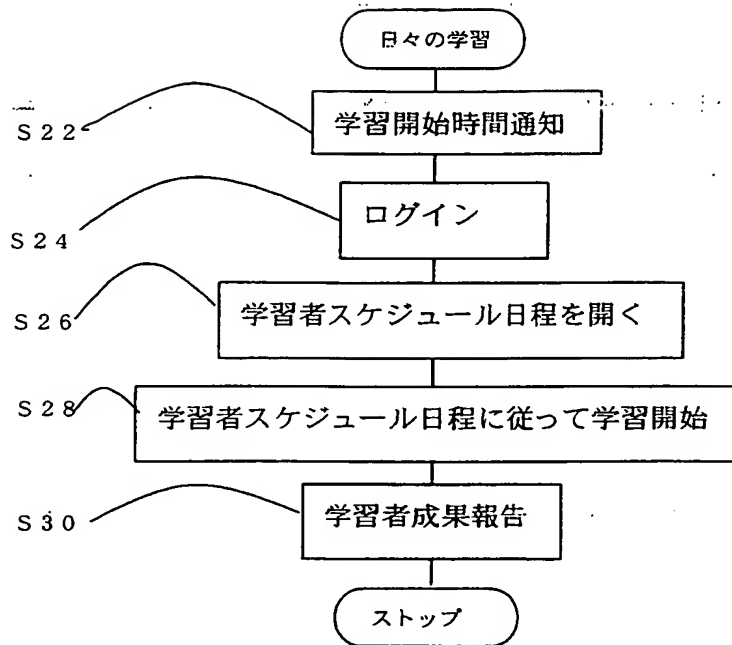 日々の学習
S22
学習開始時間通知
S24
ログイン
S26
学習者スケジュール日程を開く
S28
学習者スケジュール日程に従って学習開始
S30
学習者成果報告
ストップ